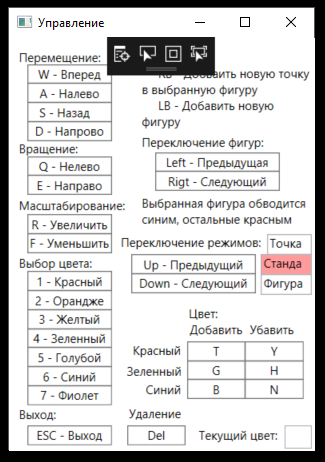 Управление
Перемещение:
W - Вперед
A - Налево
S - Назад
D - Напрово
Вращение:
Q - Нелево
E - Направо
Масштабирование:
R - Увеличить
F - Уменьшить
Выбор цвета:
1 - Красный
2 - Орандже
3 - Желтый
4 - Зеленный
5 - Голубой
6 - Синий
7 - Фиолет
Выход:
ESC - Выход
RB - Добваить новую точку
в выбранную фигуру
LB - Добавить новую
фигуру
Переключение фигур:
Left - Предыдущая
Rigt - Следующий
Выбранная фигура обводится
синим, остальные красным
Переключение режимов:
Up - Предыдущий
Down - Следующий
Точка
Станда
Фигура
Цвет:
Добавить Убавить
Красный T Y
Зеленный G H
Синий B N
Удаление
Del
Текущий цвет: